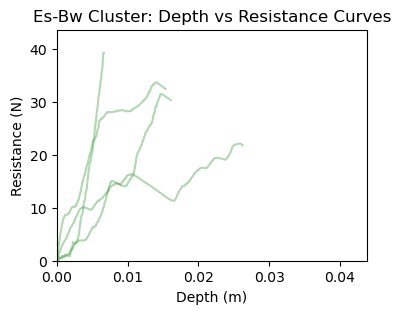 Es-Bw Cluster: Depth vs Resistance Curves
40
30
20
10
0
Resistance (N)
0.00 0.01 0.02 0.03 0.04
Depth (m)